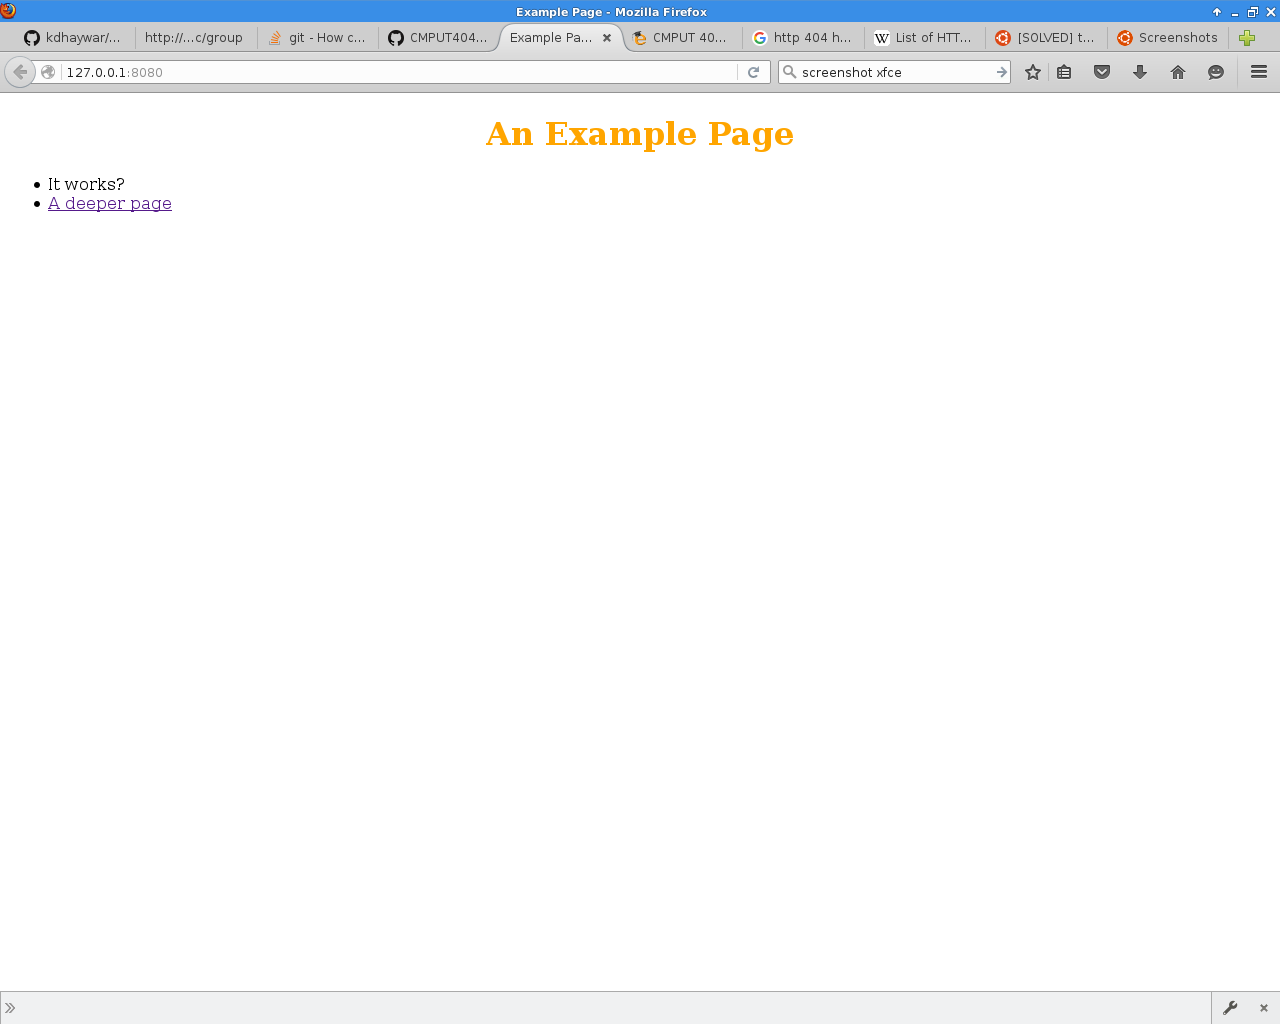 Example Page - Mozilla Firefox
kdhaywar/... http://...c/group git - How c... CMPUT404... Example Pa... CMPUT 40... http 404 h... W List of HTT... [SOLVED] t... Screenshots
127.0.0.1:8080 screenshot xfce
An Example Page
It works?
A deeper page